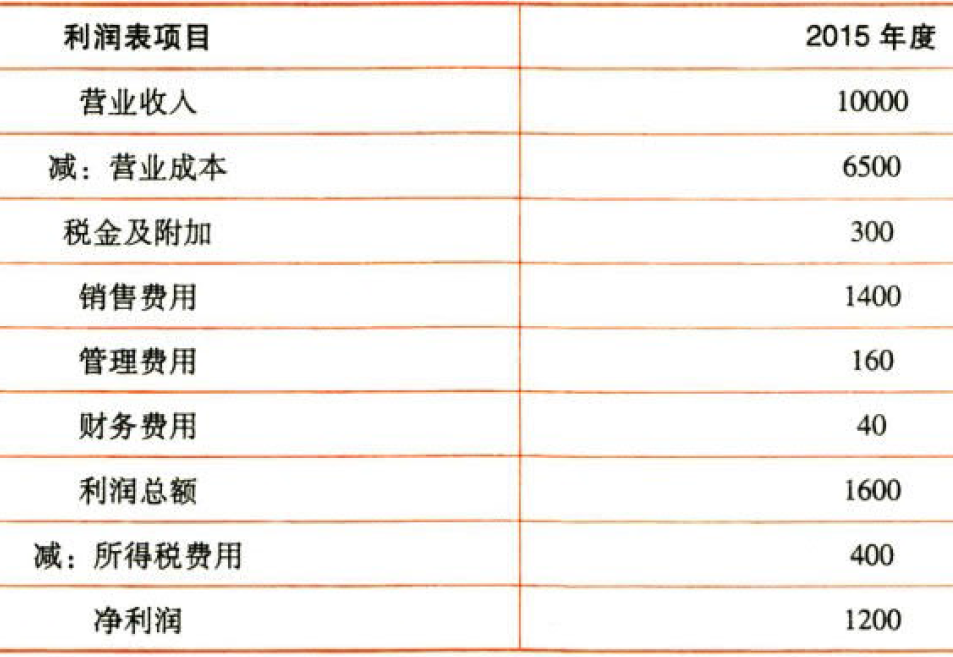 利润表项目 2015 年度
营业收入 10000
减：营业成本 6500
税金及附加 300
销售费用 1400
管理费用 160
财务费用 40
利润总额 1600
减：所得税费用 400
净利润 1200